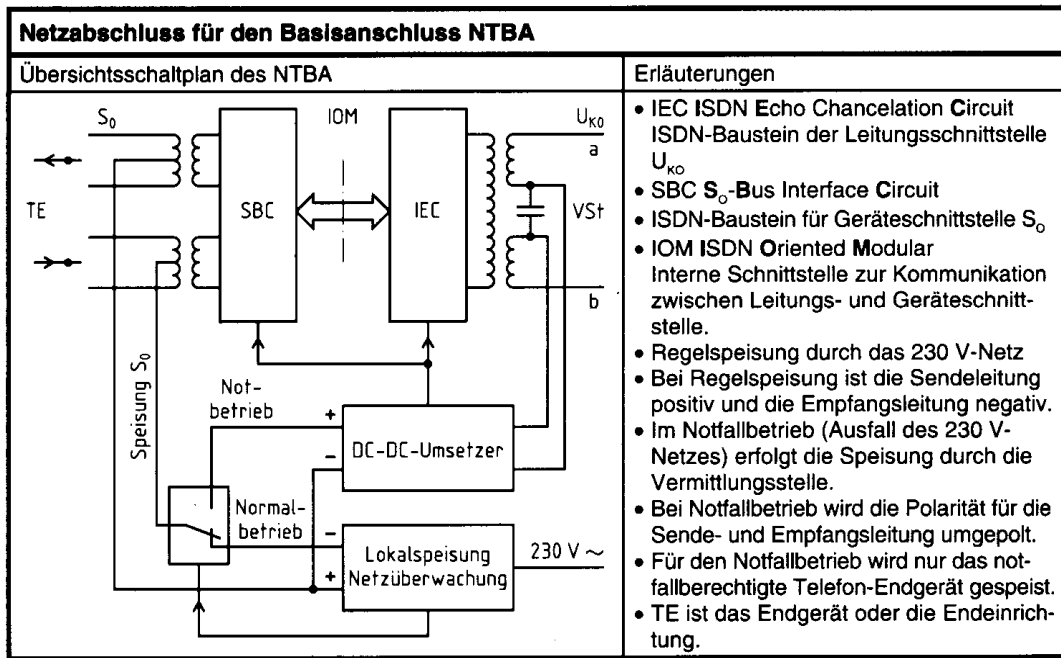 Netzabschluss für den Basisanschluss NTBA
Übersichtsschaltplan des NTBA
S₀
IOM
U_K0
a
TE
SBC
IEC
VSt
b
Speisung S₀
Not-
betrieb
+
−
DC-DC-Umsetzer
Normal-
betrieb
−
+
Lokalspeisung
Netzüberwachung
230 V ~
Erläuterungen
• IEC ISDN Echo Chancelation Circuit
ISDN-Baustein der Leitungsschnittstelle
U_KO
• SBC S_o-Bus Interface Circuit
• ISDN-Baustein für Geräteschnittstelle S_o
• IOM ISDN Oriented Modular
Interne Schnittstelle zur Kommunikation
zwischen Leitungs- und Geräteschnitt-
stelle.
• Regelspeisung durch das 230 V-Netz
• Bei Regelspeisung ist die Sendeleitung
positiv und die Empfangsleitung negativ.
• Im Notfallbetrieb (Ausfall des 230 V-
Netzes) erfolgt die Speisung durch die
Vermittlungsstelle.
• Bei Notfallbetrieb wird die Polarität für die
Sende- und Empfangsleitung umgepolt.
• Für den Notfallbetrieb wird nur das not-
fallberechtigte Telefon-Endgerät gespeist.
• TE ist das Endgerät oder die Endeinrich-
tung.